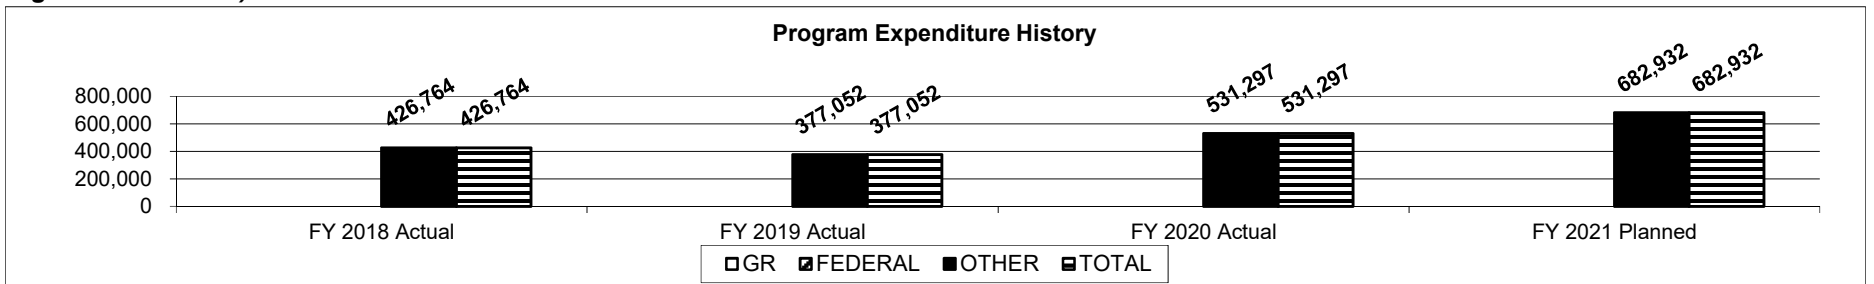 Program Expenditure History
426,764 426,764 377,052 377,052 531,297 531,297 682,932 682,932
800,000
600,000
400,000
200,000
0
FY 2018 Actual FY 2019 Actual FY 2020 Actual FY 2021 Planned
GR FEDERAL OTHER TOTAL